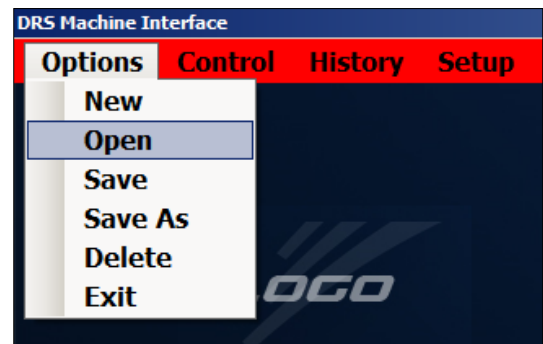 DRS Machine Interface
Options Control History Setup
New
Open
Save
Save As
Delete
Exit